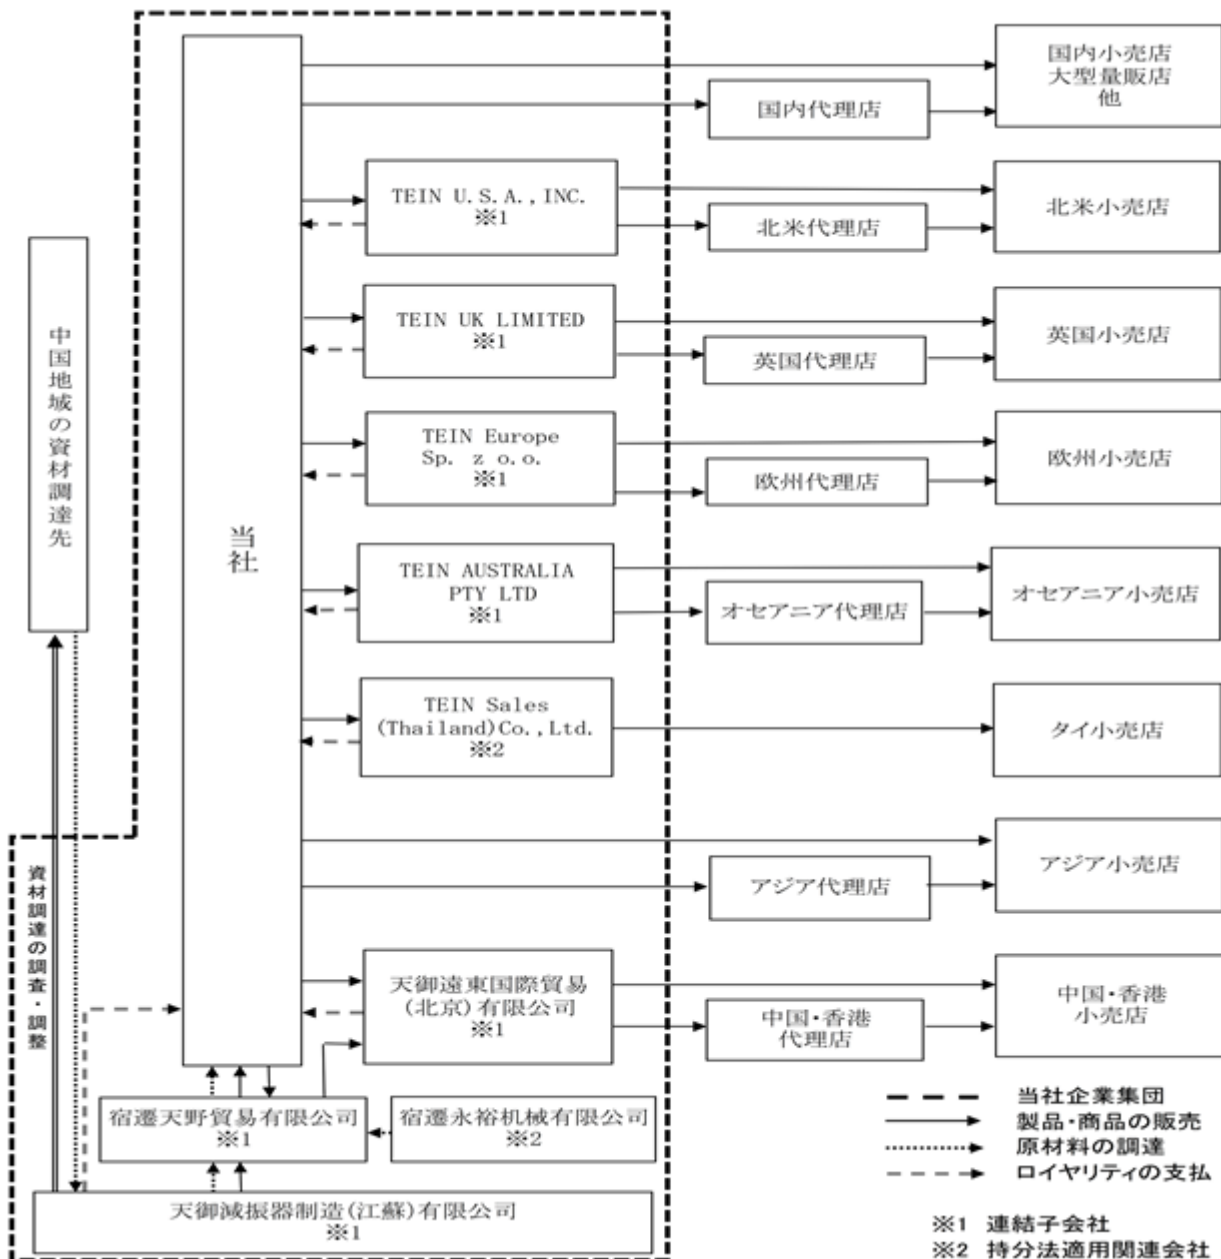 国内小売店
大型量販店
他
国内代理店
TEIN U.S.A.,INC.
※1
北米代理店
北米小売店
TEIN UK LIMITED
※1
英国代理店
英国小売店
TEIN Europe
Sp. z o.o.
※1
欧州代理店
欧州小売店
中国地域の資材調達先
当社
TEIN AUSTRALIA
PTY LTD
※1
オセアニア代理店
オセアニア小売店
TEIN Sales
(Thailand)Co.,Ltd.
※2
タイ小売店
アジア代理店
アジア小売店
資材調達の調査・調整
天御遠東国際貿易
(北京)有限公司
※1
中国・香港
代理店
中国・香港
小売店
宿遷天野貿易有限公司
※1
宿遷永裕机械有限公司
※2
天御減振器制造(江蘇)有限公司
※1
当社企業集団
製品・商品の販売
原材料の調達
ロイヤリティの支払
※1 連結子会社
※2 持分法適用関連会社